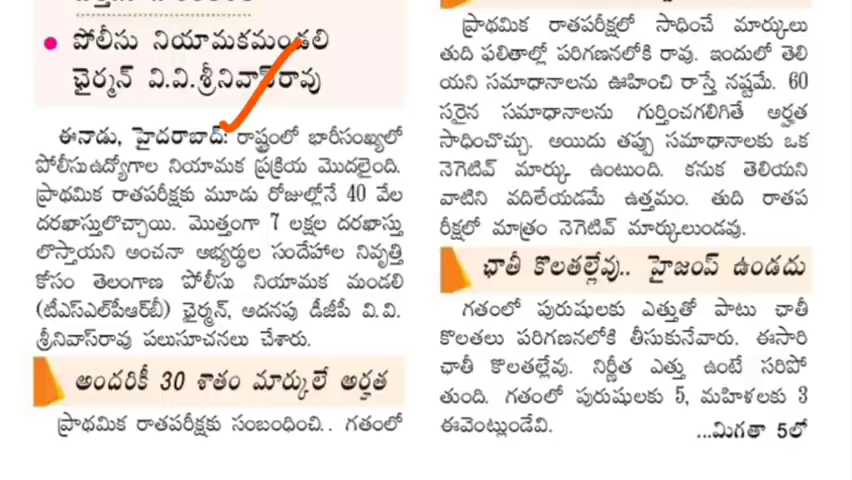 • పోలీసు నియామకమండలి
ఛైర్మన్ వి.వి.శ్రీనివాస్‌రావు
ఈనాడు, హైదరాబాద్: రాష్ట్రంలో భారీసంఖ్యలో
పోలీసుఉద్యోగాల నియామక ప్రక్రియ మొదలైంది.
ప్రాథమిక రాతపరీక్షకు మూడు రోజుల్లోనే 40 వేల
దరఖాస్తులొచ్చాయి. మొత్తంగా 7 లక్షల దరఖాస్తు
లొస్తాయని అంచనా అభ్యర్థుల సందేహాల నివృత్తి
కోసం తెలంగాణ పోలీసు నియామక మండలి
(టీఎస్ఎల్‌పీఆర్‌బీ) ఛైర్మన్, అదనపు డీజీపీ వి.వి.
శ్రీనివాస్‌రావు పలుసూచనలు చేశారు.
అందరికీ 30 శాతం మార్కులే అర్హత
ప్రాథమిక రాతపరీక్షకు సంబంధించి.. గతంలో
ప్రాథమిక రాతపరీక్షలో సాధించే మార్కులు
తుది ఫలితాల్లో పరిగణనలోకి రావు. ఇందులో తెలి
యని సమాధానాలను ఊహించి రాస్తే నష్టమే. 60
సరైన సమాధానాలను గుర్తించగలిగితే అర్హత
సాధించొచ్చు. అయిదు తప్పు సమాధానాలకు ఒక
నెగెటివ్ మార్కు ఉంటుంది. కనుక తెలియని
వాటిని వదిలేయడమే ఉత్తమం. తుది రాతప
రీక్షలో మాత్రం నెగెటివ్ మార్కులుండవు.
ఛాతీ కొలతల్లేవు.. హైజంప్ ఉండదు
గతంలో పురుషులకు ఎత్తుతో పాటు ఛాతీ
కొలతలు పరిగణనలోకి తీసుకునేవారు. ఈసారి
ఛాతీ కొలతల్లేవు. నిర్ణీత ఎత్తు ఉంటే సరిపో
తుంది. గతంలో పురుషులకు 5, మహిళలకు 3
ఈవెంట్లుండేవి.
...మిగతా 5లో